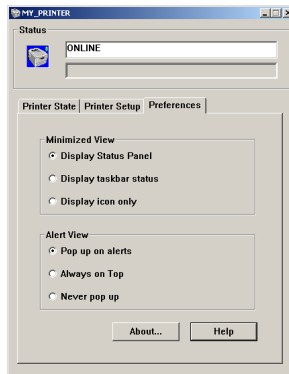 MY_PRINTER
Status
ONLINE
Printer State Printer Setup Preferences
Minimized View
Display Status Panel
Display taskbar status
Display icon only
Alert View
Pop up on alerts
Always on Top
Never pop up
About... Help